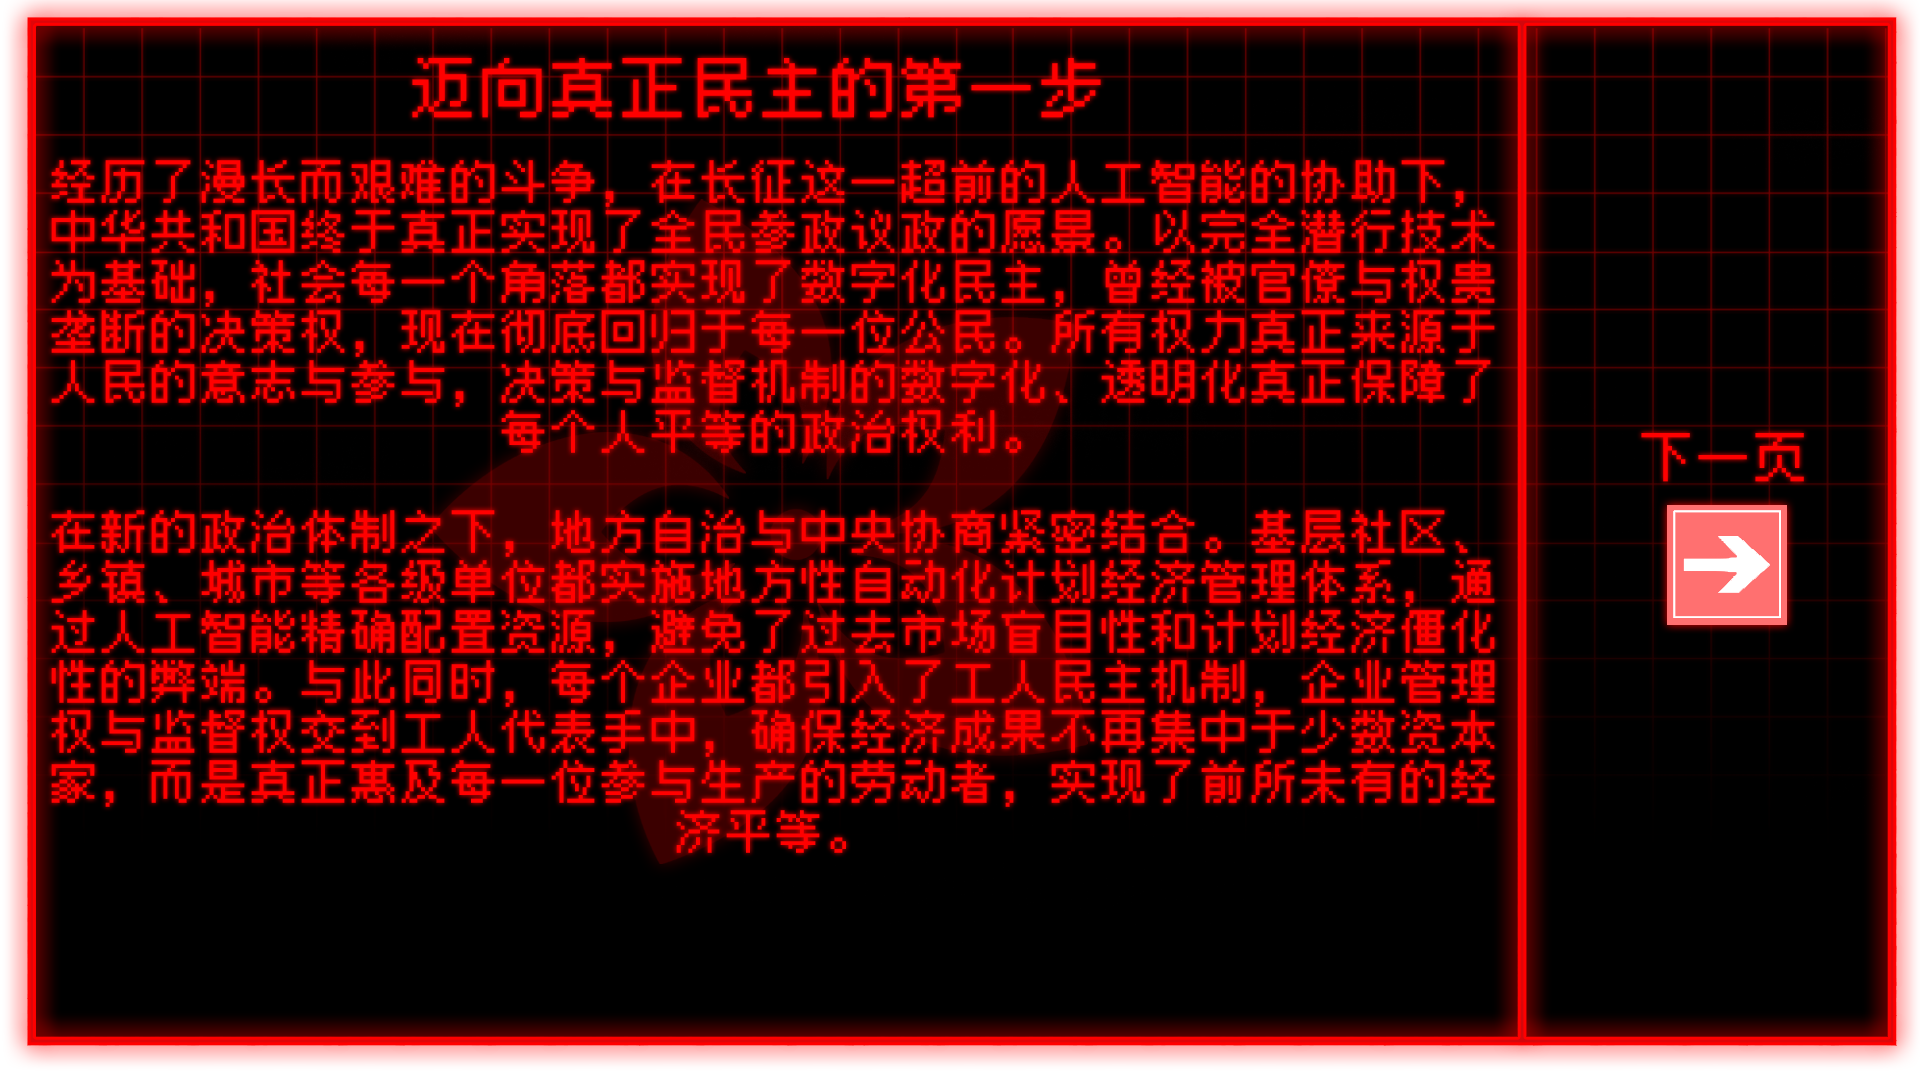 迈向真正民主的第一步
经历了漫长而艰难的斗争，在长征这一超前的人工智能的协助下，
中华共和国终于真正实现了全民参政议政的愿景。以完全潜行技术
为基础，社会每一个角落都实现了数字化民主，曾经被官僚与权贵
垄断的决策权，现在彻底回归于每一位公民。所有权力真正来源于
人民的意志与参与，决策与监督机制的数字化、透明化真正保障了
每个人平等的政治权利。
在新的政治体制之下，地方自治与中央协商紧密结合。基层社区、
乡镇、城市等各级单位都实施地方性自动化计划经济管理体系，通
过人工智能精确配置资源，避免了过去市场盲目性和计划经济僵化
性的弊端。与此同时，每个企业都引入了工人民主机制，企业管理
权与监督权交到工人代表手中，确保经济成果不再集中于少数资本
家，而是真正惠及每一位参与生产的劳动者，实现了前所未有的经
济平等。
下一页